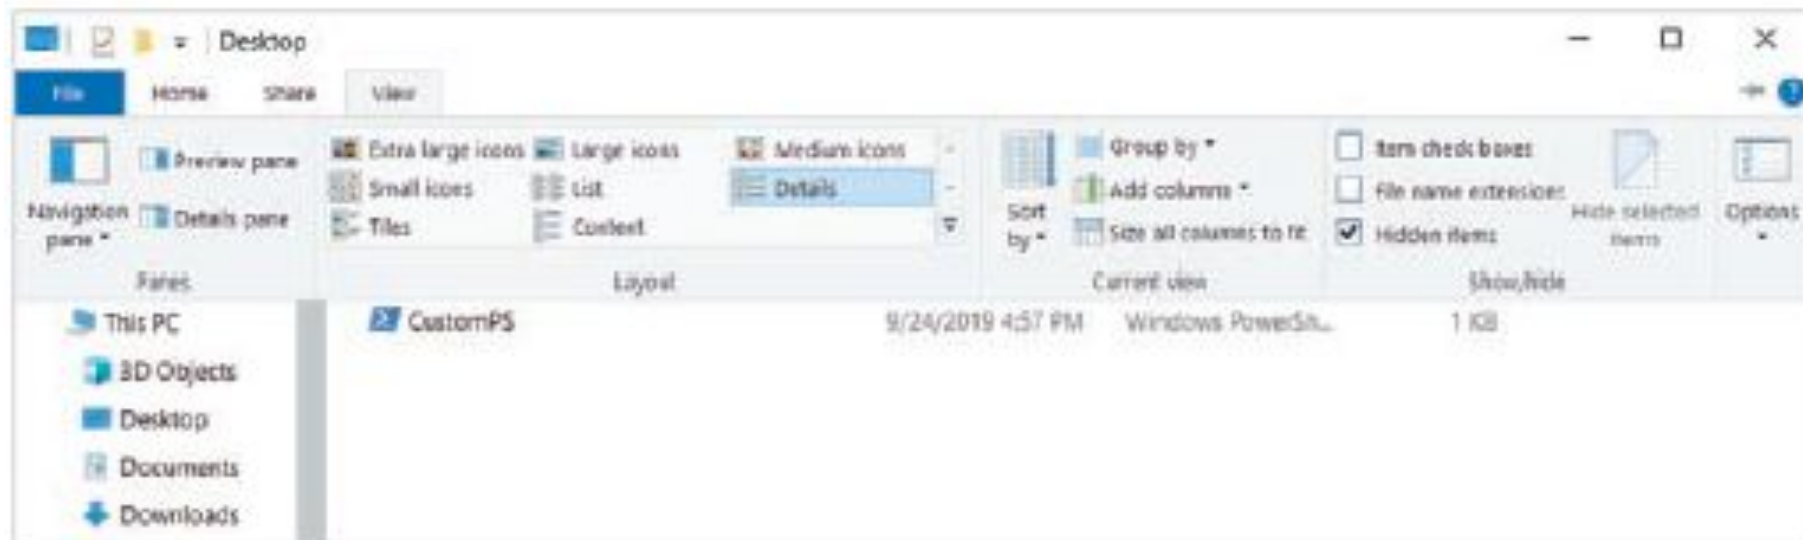 Desktop
File Home Share View
Navigation pane
Preview pane
Details pane
Panes
Extra large icons Large icons Medium icons
Small icons List Details
Tiles Content
Layout
Sort by
Group by
Add columns
Size all columns to fit
Current view
Item check boxes
File name extensions
Hidden items
Hide selected items
Show/hide
Options
This PC
3D Objects
Desktop
Documents
Downloads
CustomPS 9/24/2019 4:57 PM Windows PowerSh... 1 KB